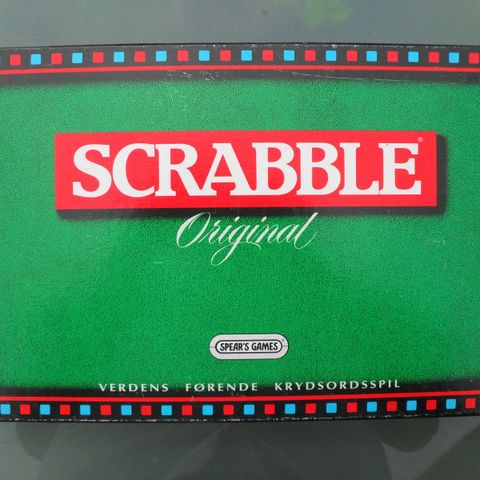 SCRABBLE®
Original
SPEAR'S GAMES
VERDENS FØRENDE KRYDSORDSSPIL